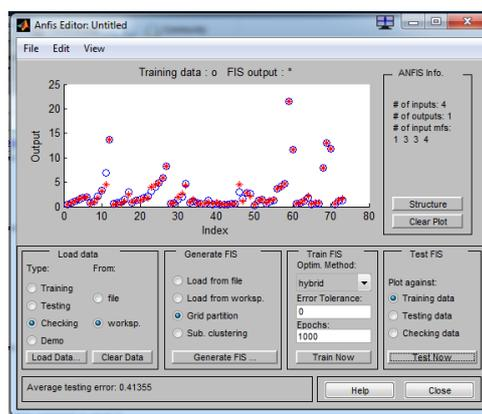 Anfis Editor: Untitled
File Edit View
Training data : o FIS output : *
25
20
15
10
5
0
Output
0 10 20 30 40 50 60 70 80
Index
ANFIS Info.
# of inputs: 4
# of outputs: 1
# of input mfs:
1 3 3 4
Structure
Clear Plot
Load data
Type: From:
Training
Testing
Checking
Demo
file
worksp.
Load Data... Clear Data
Generate FIS
Load from file
Load from worksp.
Grid partition
Sub. clustering
Generate FIS ...
Train FIS
Optim. Method:
hybrid
Error Tolerance:
0
Epochs:
1000
Train Now
Test FIS
Plot against:
Training data
Testing data
Checking data
Test Now
Average testing error: 0.41355
Help Close